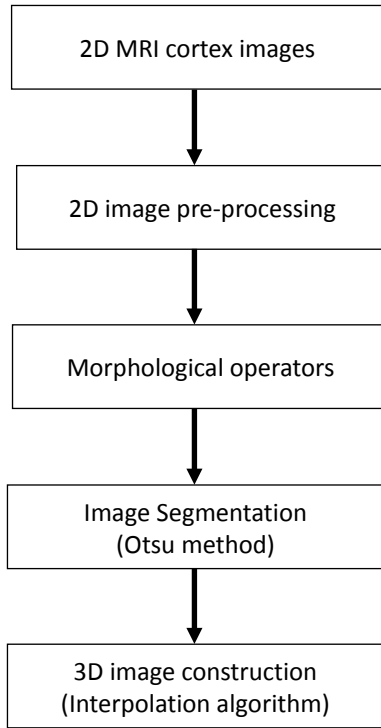 2D MRI cortex images
2D image pre-processing
Morphological operators
Image Segmentation
(Otsu method)
3D image construction
(Interpolation algorithm)